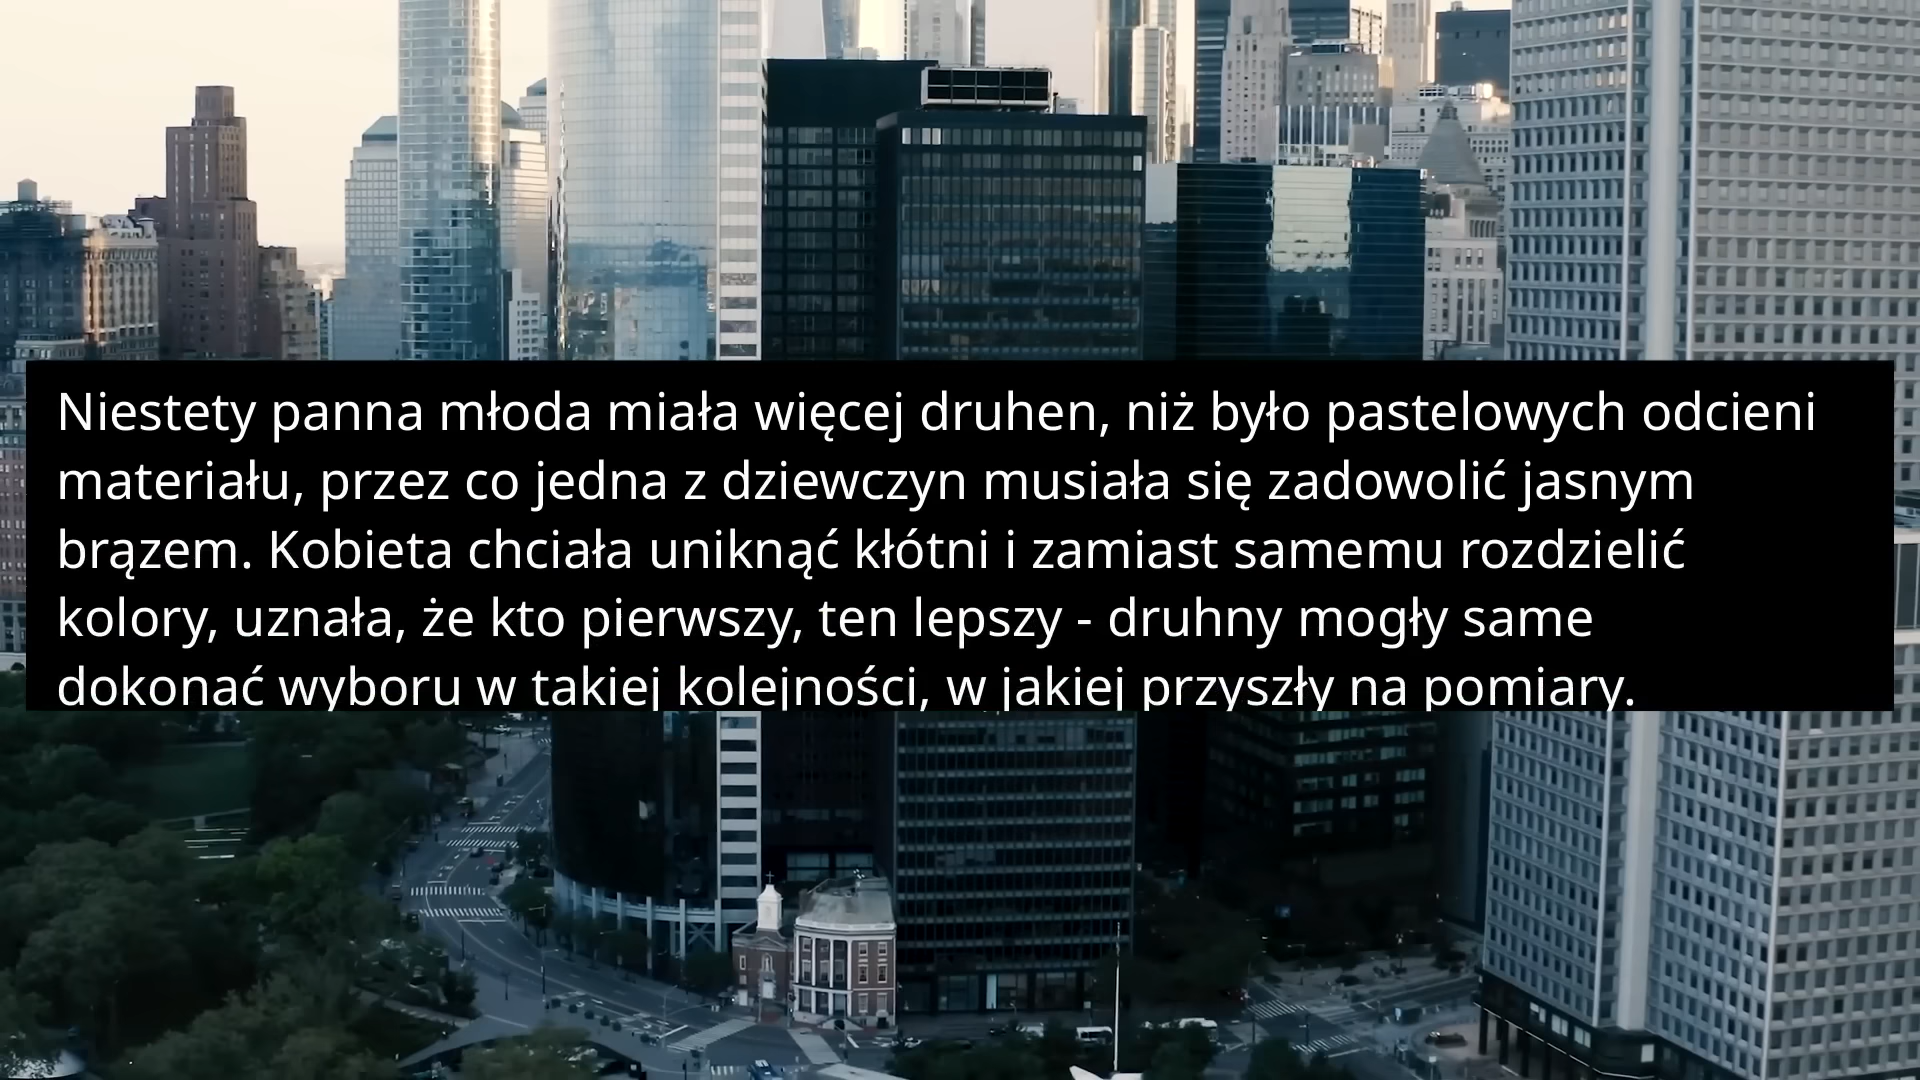 Niestety panna młoda miała więcej druhen, niż było pastelowych odcieni
materiału, przez co jedna z dziewczyn musiała się zadowolić jasnym
brązem. Kobieta chciała uniknąć kłótni i zamiast samemu rozdzielić
kolory, uznała, że kto pierwszy, ten lepszy - druhny mogły same
dokonać wyboru w takiej kolejności, w jakiej przyszły na pomiary.